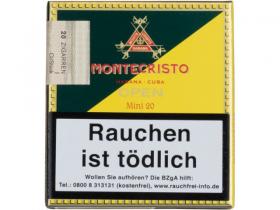 20 ZIGARREN
MONTECRISTO
HABANA · CUBA
OPEN
Mini 20
Rauchen
ist tödlich
Wollen Sie aufhören? Die BZgA hilft:
Tel.: 0800 8 313131 (kostenfrei), www.rauchfrei-info.de